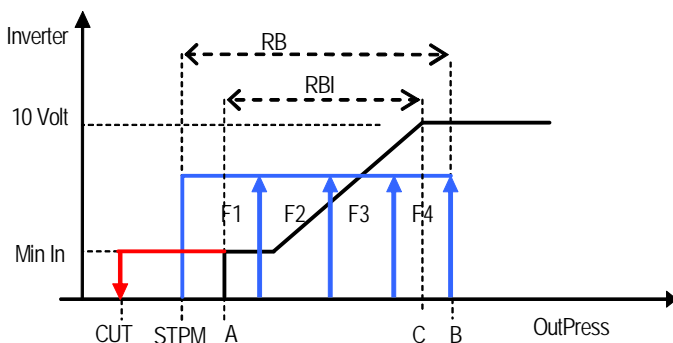 Inverter
RB
RBI
10 Volt
F1 F2 F3 F4
Min In
CUT STPM A C B OutPress